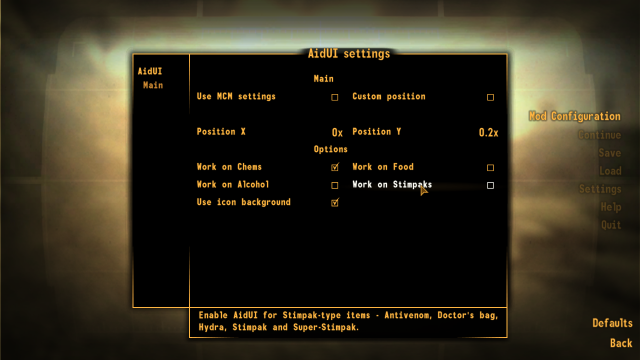 AidUI settings
AidUI
Main
Main
Use MCM settings
Custom position
Position X 0x
Position Y 0.2x
Options
Work on Chems
Work on Food
Work on Alcohol
Work on Stimpaks
Use icon background
Enable AidUI for Stimpak-type items - Antivenom, Doctor's bag,
Hydra, Stimpak and Super-Stimpak.
Mod Configuration
Continue
Save
Load
Settings
Help
Quit
Defaults
Back